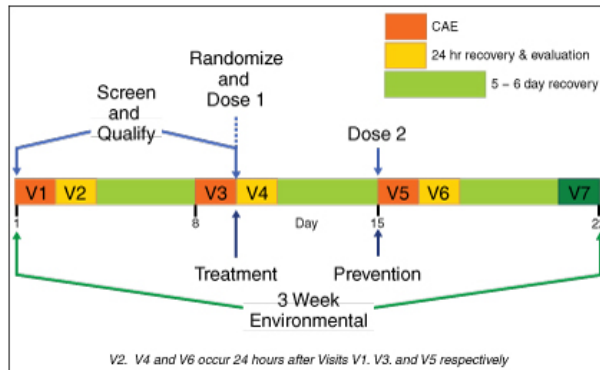 CAE
24 hr recovery & evaluation
5 – 6 day recovery
Randomize
and
Dose 1
Screen
and
Qualify
Dose 2
V1 V2 V3 V4 V5 V6 V7
1 8 Day 15
Treatment Prevention
3 Week
Environmental
V2. V4 and V6 occur 24 hours after Visits V1. V3. and V5 respectively